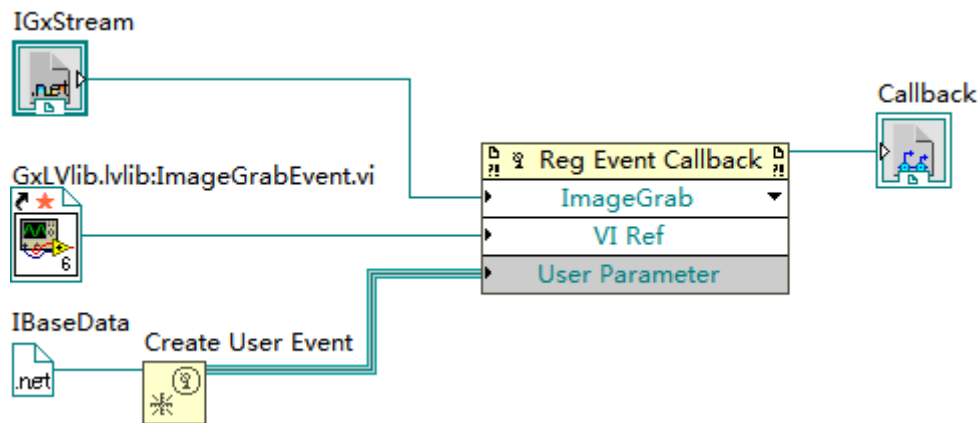 IGxStream
.net
Callback
Reg Event Callback
ImageGrab
VI Ref
User Parameter
GxLVlib.lvlib:ImageGrabEvent.vi
6
IBaseData
.net
Create User Event